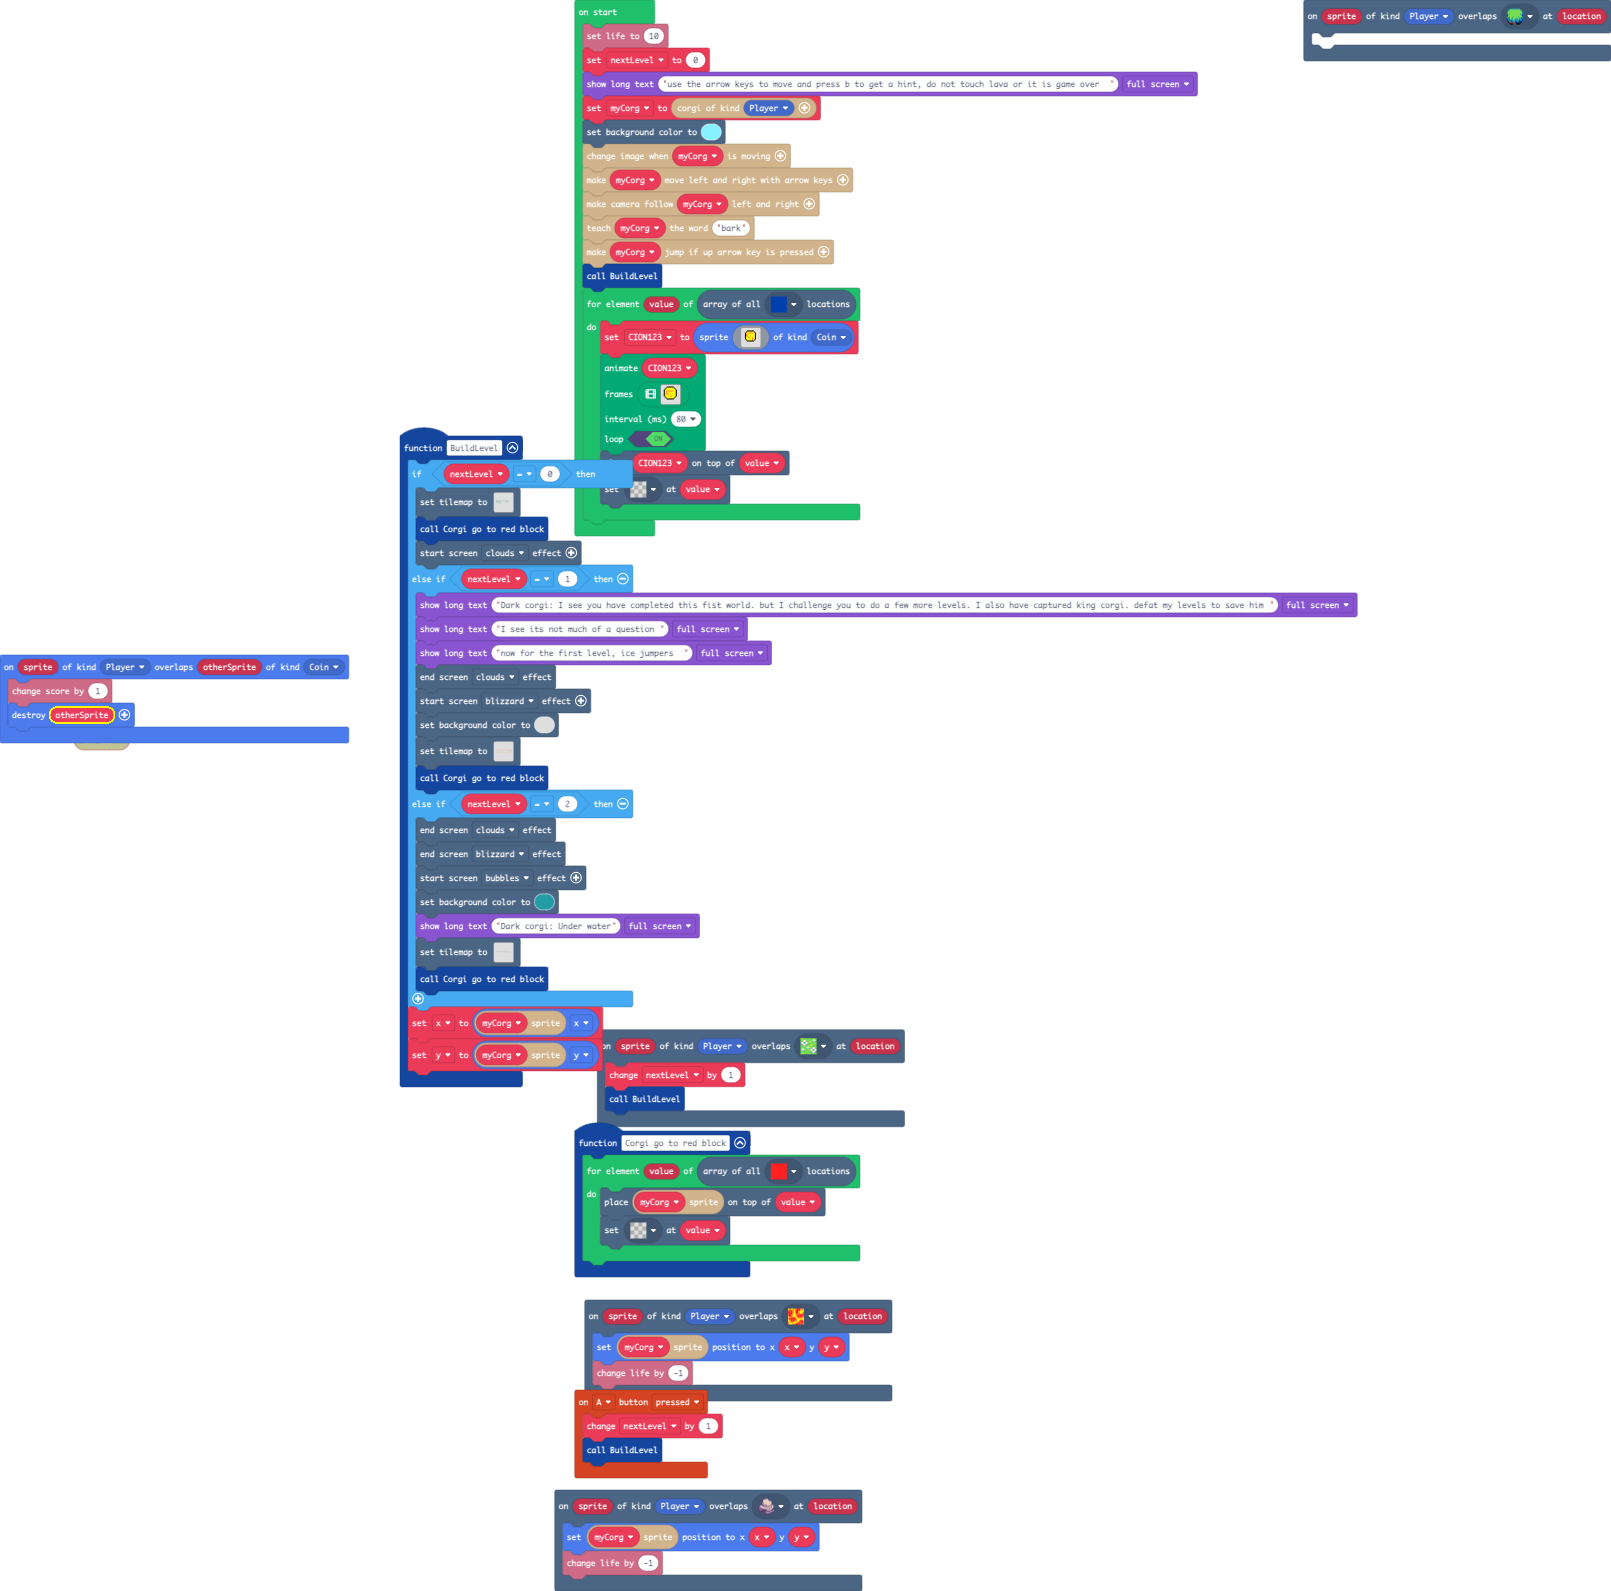 on start
set life to 10
set nextLevel to 0
show long text "use the arrow keys to move and press b to get a hint, do not touch lava or it is game over " full screen
set myCorg to corgi of kind Player
set background color to
change image when myCorg is moving
make myCorg move left and right with arrow keys
make camera follow myCorg left and right
teach myCorg the word "bark"
make myCorg jump if up arrow key is pressed
call BuildLevel
for element value of array of all locations
do
set CION123 to sprite of kind Coin
animate CION123
frames
interval (ms) 80
loop ON
CION123 on top of value
set at value
on sprite of kind Player overlaps at location
function BuildLevel
if nextLevel = 0 then
set tilemap to
call Corgi go to red block
start screen clouds effect
else if nextLevel = 1 then
show long text "Dark corgi: I see you have completed this fist world. but I challenge you to do a few more levels. I also have captured king corgi. defat my levels to save him " full screen
show long text "I see its not much of a question " full screen
show long text "now for the first level, ice jumpers " full screen
end screen clouds effect
start screen blizzard effect
set background color to
set tilemap to
call Corgi go to red block
else if nextLevel = 2 then
end screen clouds effect
end screen blizzard effect
start screen bubbles effect
set background color to
show long text "Dark corgi: Under water" full screen
set tilemap to
call Corgi go to red block
set x to myCorg sprite x
set y to myCorg sprite y
on sprite of kind Player overlaps otherSprite of kind Coin
change score by 1
destroy otherSprite
on sprite of kind Player overlaps at location
change nextLevel by 1
call BuildLevel
function Corgi go to red block
for element value of array of all locations
do
place myCorg sprite on top of value
set at value
on sprite of kind Player overlaps at location
set myCorg sprite position to x x y y
change life by -1
on A button pressed
change nextLevel by 1
call BuildLevel
on sprite of kind Player overlaps at location
set myCorg sprite position to x x y y
change life by -1